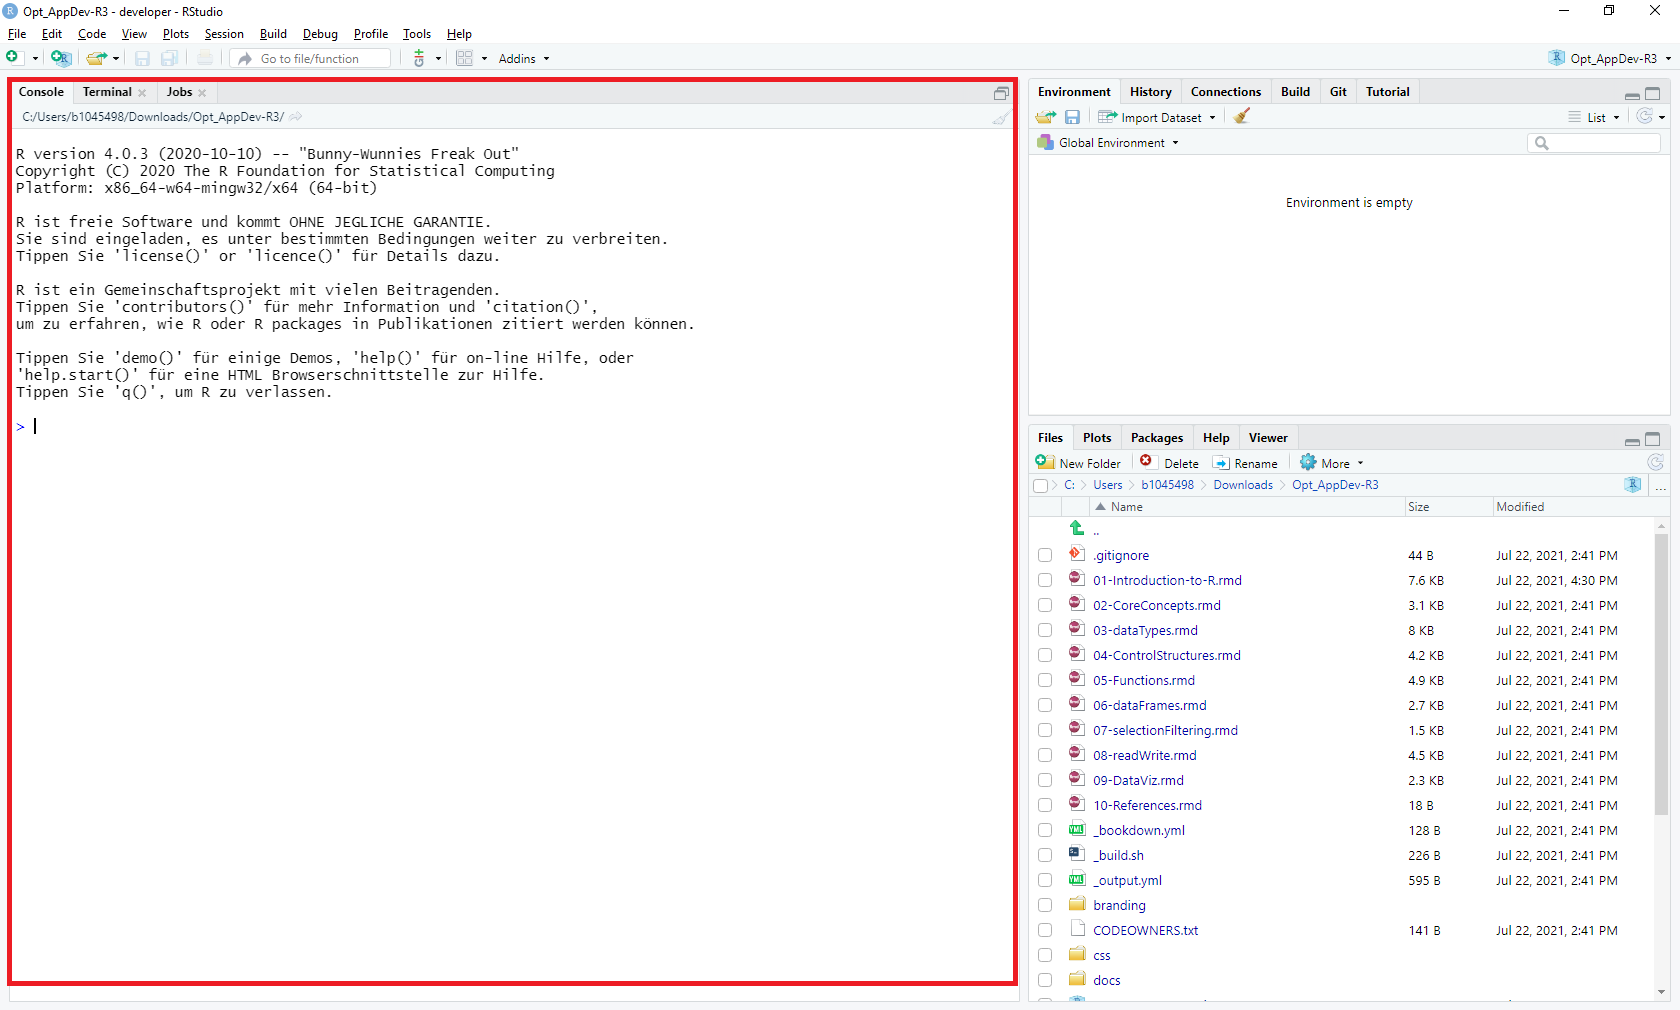 Opt_AppDev-R3 - developer - RStudio
File Edit Code View Plots Session Build Debug Profile Tools Help
Go to file/function Addins Opt_AppDev-R3
Console Terminal Jobs
C:/Users/b1045498/Downloads/Opt_AppDev-R3/
R version 4.0.3 (2020-10-10) -- "Bunny-Wunnies Freak Out"
Copyright (C) 2020 The R Foundation for Statistical Computing
Platform: x86_64-w64-mingw32/x64 (64-bit)
R ist freie Software und kommt OHNE JEGLICHE GARANTIE.
Sie sind eingeladen, es unter bestimmten Bedingungen weiter zu verbreiten.
Tippen Sie 'license()' or 'licence()' für Details dazu.
R ist ein Gemeinschaftsprojekt mit vielen Beitragenden.
Tippen Sie 'contributors()' für mehr Information und 'citation()',
um zu erfahren, wie R oder R packages in Publikationen zitiert werden können.
Tippen Sie 'demo()' für einige Demos, 'help()' für on-line Hilfe, oder
'help.start()' für eine HTML Browserschnittstelle zur Hilfe.
Tippen Sie 'q()', um R zu verlassen.
>
Environment History Connections Build Git Tutorial
Import Dataset List
Global Environment
Environment is empty
Files Plots Packages Help Viewer
New Folder Delete Rename More
C: > Users > b1045498 > Downloads > Opt_AppDev-R3 ...
Name Size Modified
..
.gitignore 44 B Jul 22, 2021, 2:41 PM
01-Introduction-to-R.rmd 7.6 KB Jul 22, 2021, 4:30 PM
02-CoreConcepts.rmd 3.1 KB Jul 22, 2021, 2:41 PM
03-dataTypes.rmd 8 KB Jul 22, 2021, 2:41 PM
04-ControlStructures.rmd 4.2 KB Jul 22, 2021, 2:41 PM
05-Functions.rmd 4.9 KB Jul 22, 2021, 2:41 PM
06-dataFrames.rmd 2.7 KB Jul 22, 2021, 2:41 PM
07-selectionFiltering.rmd 1.5 KB Jul 22, 2021, 2:41 PM
08-readWrite.rmd 4.5 KB Jul 22, 2021, 2:41 PM
09-DataViz.rmd 2.3 KB Jul 22, 2021, 2:41 PM
10-References.rmd 18 B Jul 22, 2021, 2:41 PM
_bookdown.yml 128 B Jul 22, 2021, 2:41 PM
_build.sh 226 B Jul 22, 2021, 2:41 PM
_output.yml 595 B Jul 22, 2021, 2:41 PM
branding
CODEOWNERS.txt 141 B Jul 22, 2021, 2:41 PM
css
docs